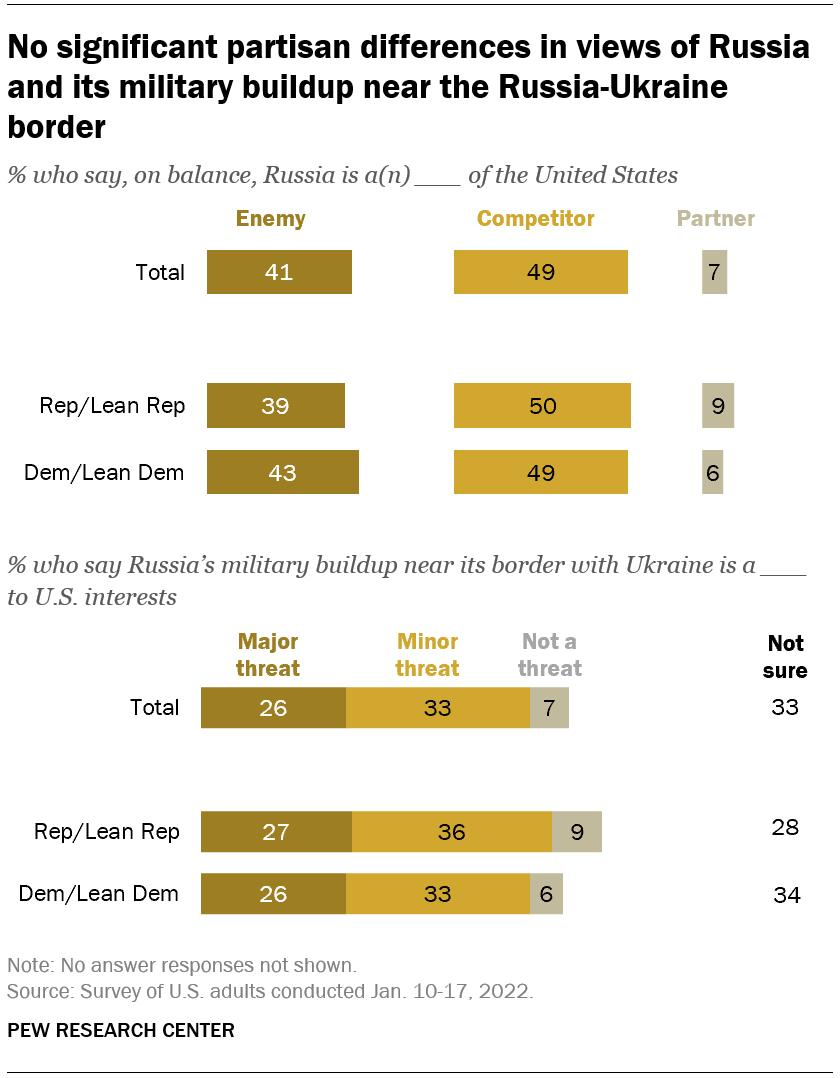 No significant partisan differences in views of Russia
and its military buildup near the Russia-Ukraine
border
% who say, on balance, Russia is a(n) ___ of the United States
Enemy Competitor Partner
Total 41 49 7
Rep/Lean Rep 39 50 9
Dem/Lean Dem 43 49 6
% who say Russia’s military buildup near its border with Ukraine is a ___
to U.S. interests
Major Minor Not a Not
threat threat threat sure
Total 26 33 7 33
Rep/Lean Rep 27 36 9 28
Dem/Lean Dem 26 33 6 34
Note: No answer responses not shown.
Source: Survey of U.S. adults conducted Jan. 10-17, 2022.
PEW RESEARCH CENTER